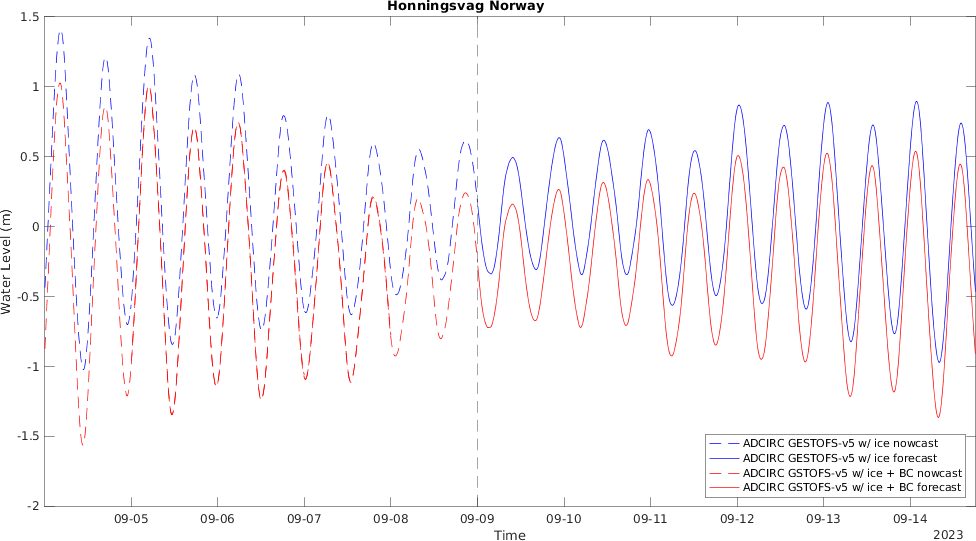 Honningsvag Norway
1.5
1
0.5
0
-0.5
-1
-1.5
-2
Water Level (m)
09-05 09-06 09-07 09-08 09-09 09-10 09-11 09-12 09-13 09-14
Time
2023
ADCIRC GESTOFS-v5 w/ ice nowcast
ADCIRC GESTOFS-v5 w/ ice forecast
ADCIRC GSTOFS-v5 w/ ice + BC nowcast
ADCIRC GSTOFS-v5 w/ ice + BC forecast